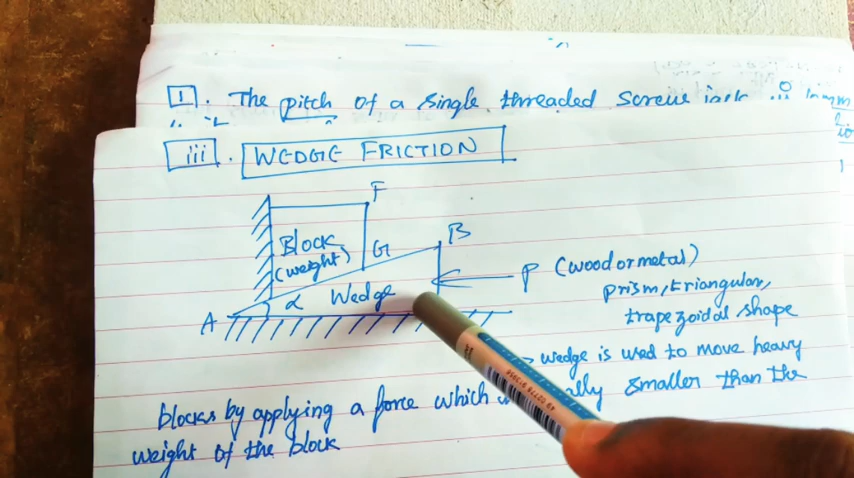 1. The pitch of a single threaded screw jack is
iii. WEDGE FRICTION
F
Block
(weight)
G
B
α
Wedge
A
P (wood or metal)
prism, triangular,
trapezoidal shape
wedge is used to move heavy
blocks by applying a force which smaller than the
weight of the block